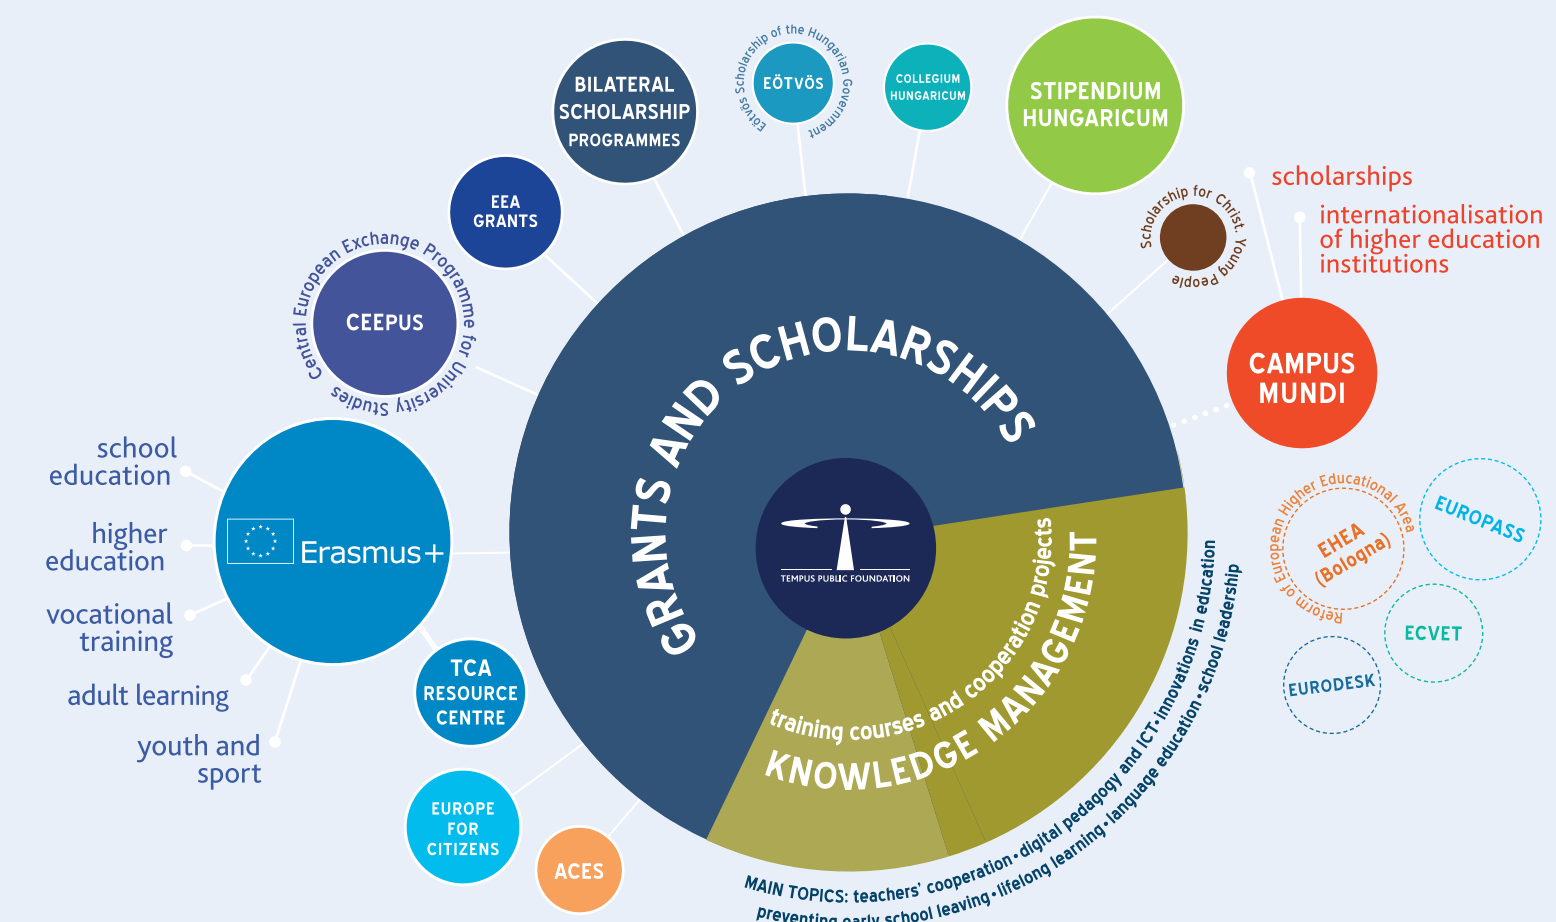 BILATERAL
SCHOLARSHIP
PROGRAMMES
Eötvös Scholarship of the Hungarian Government
EÖTVÖS
COLLEGIUM
HUNGARICUM
STIPENDIUM
HUNGARICUM
EEA
GRANTS
Scholarship for Christ. Young People
scholarships
internationalisation
of higher education
institutions
CAMPUS
MUNDI
Central European Exchange Programme for University Studies
CEEPUS
school
education
higher
education
vocational
training
adult learning
youth and
sport
Erasmus+
TCA
RESOURCE
CENTRE
EUROPE
FOR
CITIZENS
ACES
GRANTS AND SCHOLARSHIPS
TEMPUS PUBLIC FOUNDATION
training courses and cooperation projects
KNOWLEDGE MANAGEMENT
MAIN TOPICS: teachers' cooperation • digital pedagogy and ICT • innovations in education
preventing early school leaving • lifelong learning • language education • school leadership
Reform of European Higher Educational Area
EHEA
(Bologna)
EUROPASS
ECVET
EURODESK